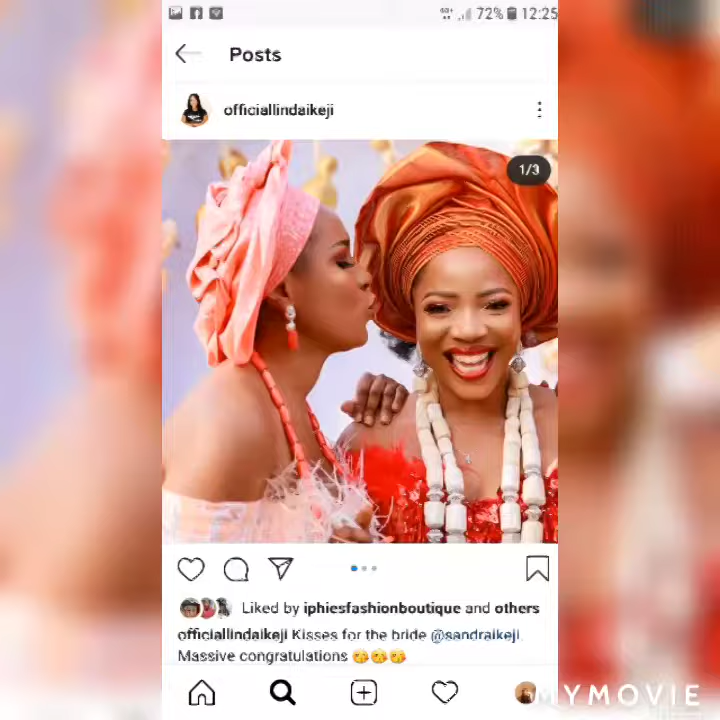 72% 12:25
Posts
officiallindaikeji
1/3
Liked by iphiesfashionboutique and others
officiallindaikeji Kisses for the bride @sandraikeji.
Massive congratulations 😚😚😚
MYMOVIE